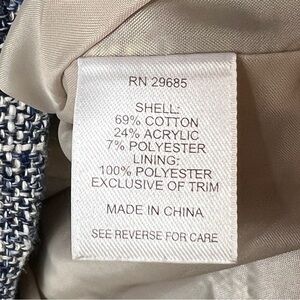 RN 29685
SHELL:
69% COTTON
24% ACRYLIC
7% POLYESTER
LINING:
100% POLYESTER
EXCLUSIVE OF TRIM
MADE IN CHINA
SEE REVERSE FOR CARE